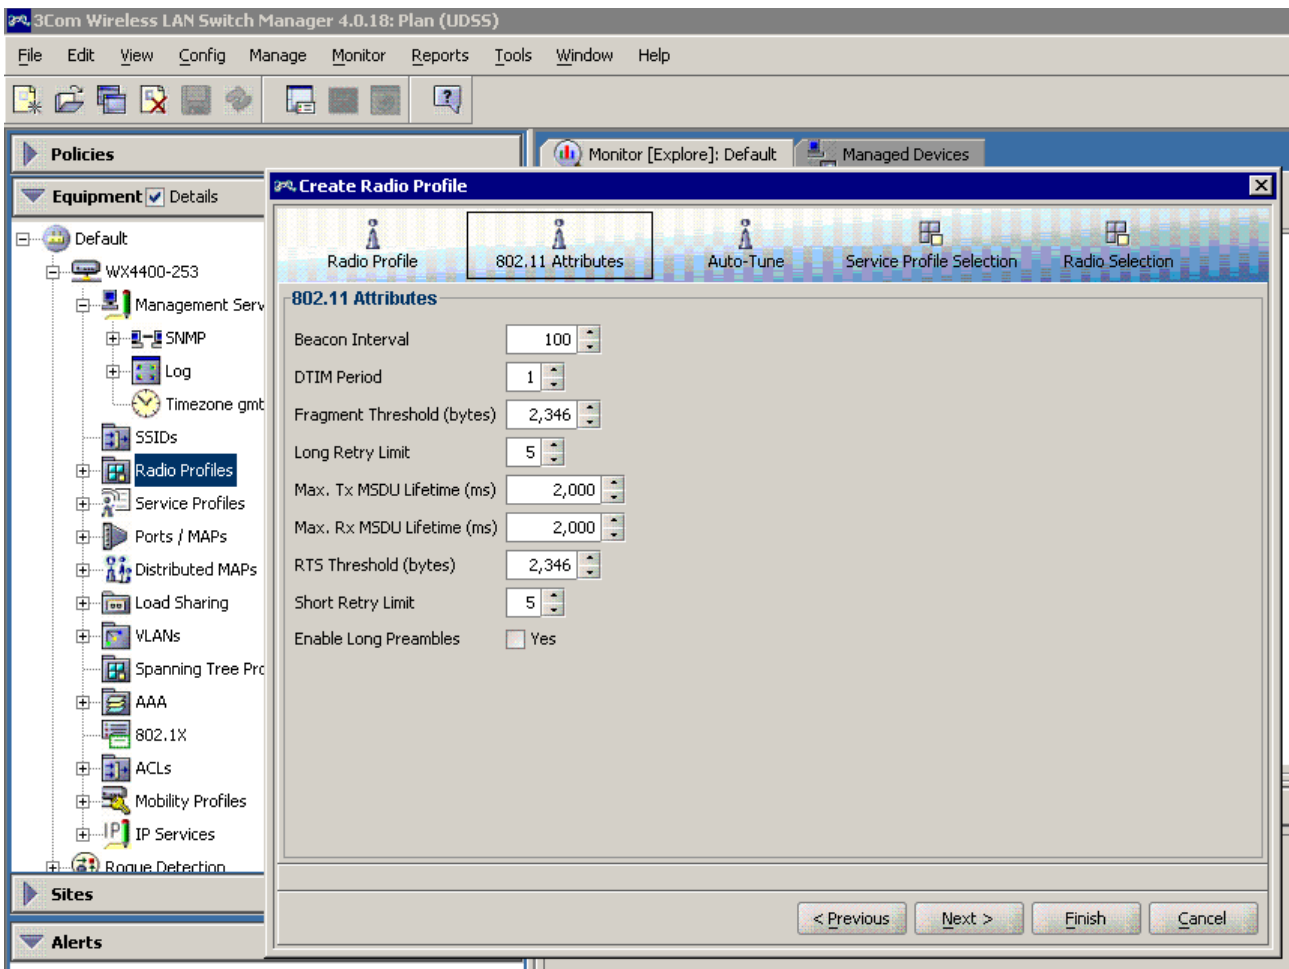 3Com Wireless LAN Switch Manager 4.0.18: Plan (UDSS)
File Edit View Config Manage Monitor Reports Tools Window Help
Policies
Monitor [Explore]: Default
Managed Devices
Equipment Details
Default
WX4400-253
Management Serv
SNMP
Log
Timezone gmt
SSIDs
Radio Profiles
Service Profiles
Ports / MAPs
Distributed MAPs
Load Sharing
VLANs
Spanning Tree Pro
AAA
802.1X
ACLs
Mobility Profiles
IP Services
Rogue Detection
Sites
Alerts
Create Radio Profile
Radio Profile
802.11 Attributes
Auto-Tune
Service Profile Selection
Radio Selection
802.11 Attributes
Beacon Interval 100
DTIM Period 1
Fragment Threshold (bytes) 2,346
Long Retry Limit 5
Max. Tx MSDU Lifetime (ms) 2,000
Max. Rx MSDU Lifetime (ms) 2,000
RTS Threshold (bytes) 2,346
Short Retry Limit 5
Enable Long Preambles Yes
< Previous Next > Finish Cancel